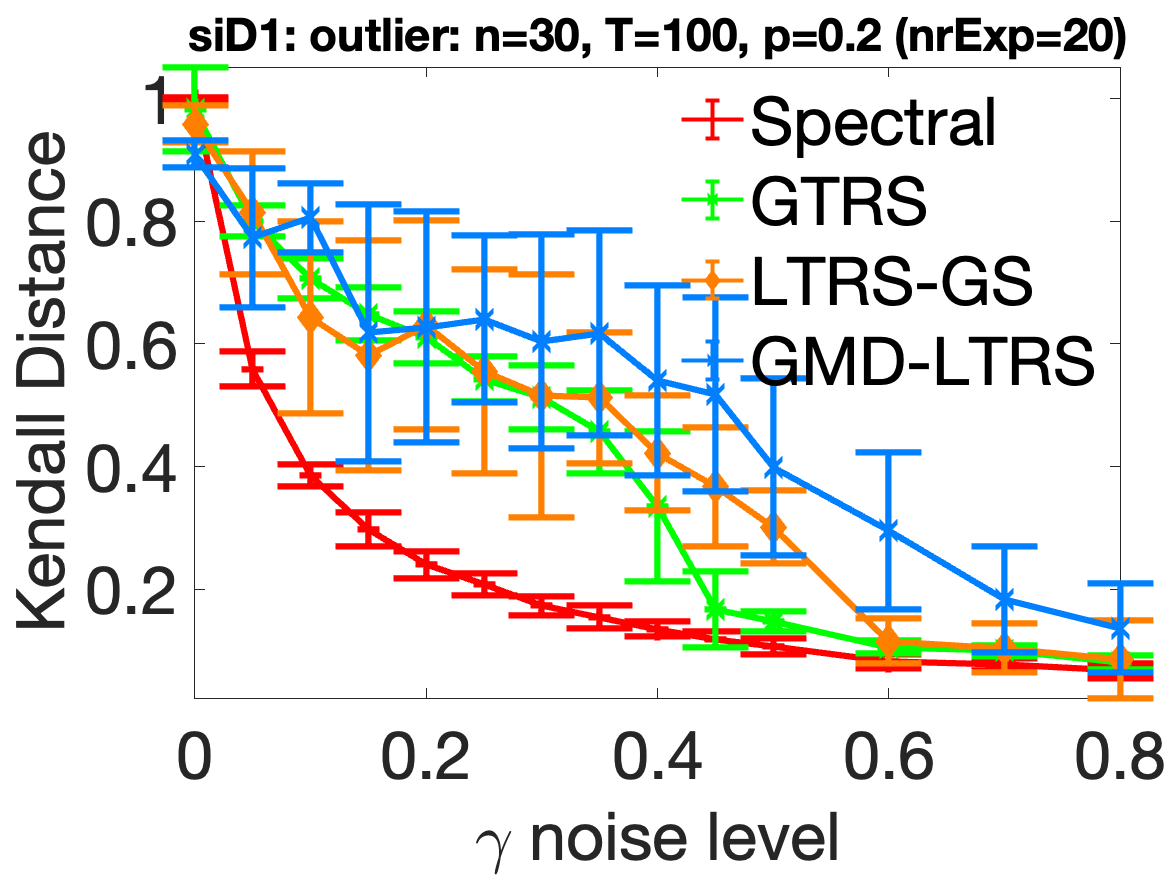 siD1: outlier: n=30, T=100, p=0.2 (nrExp=20)
1
0.8
0.6
0.4
0.2
Kendall Distance
Spectral
GTRS
LTRS-GS
GMD-LTRS
0
0.2
0.4
0.6
0.8
γ noise level